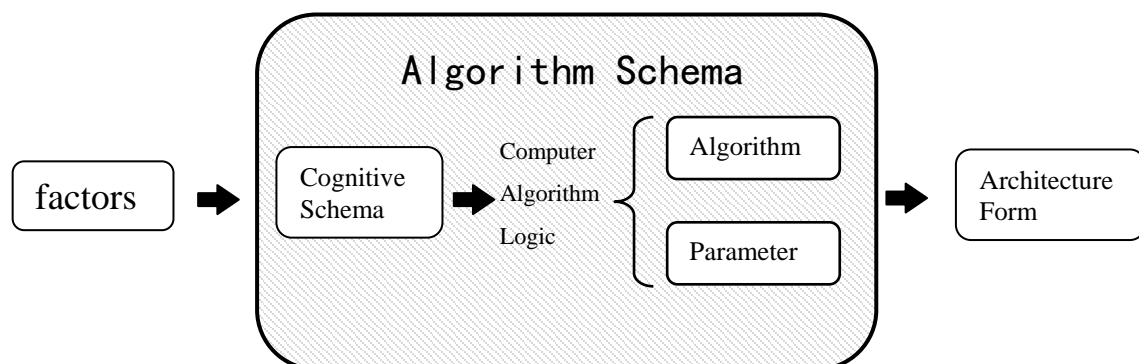 Algorithm Schema
factors
Cognitive
Schema
Computer
Algorithm
Logic
Algorithm
Parameter
Architecture
Form